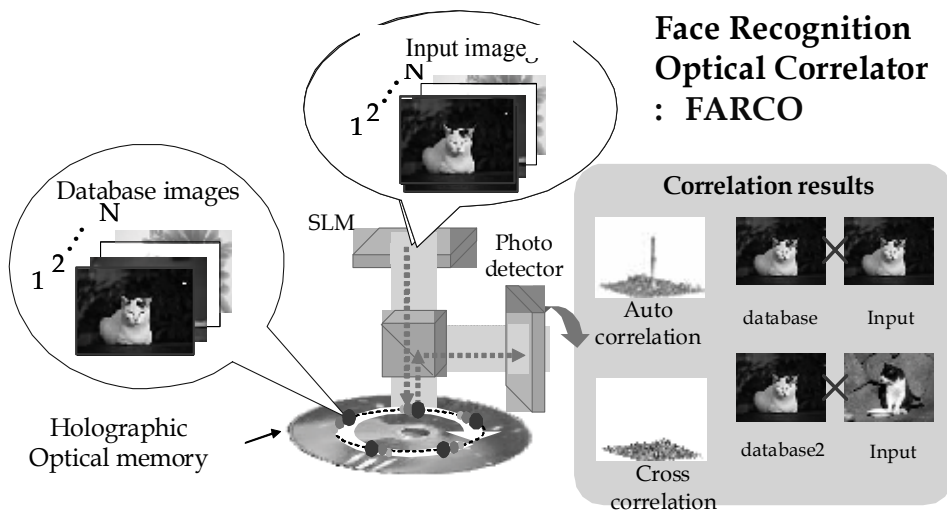 Face Recognition
Optical Correlator
: FARCO
Input image
N
2
1
Database images
N
2
1
SLM
Photo
detector
Holographic
Optical memory
Correlation results
Auto
correlation
database
Input
Cross
correlation
database2
Input